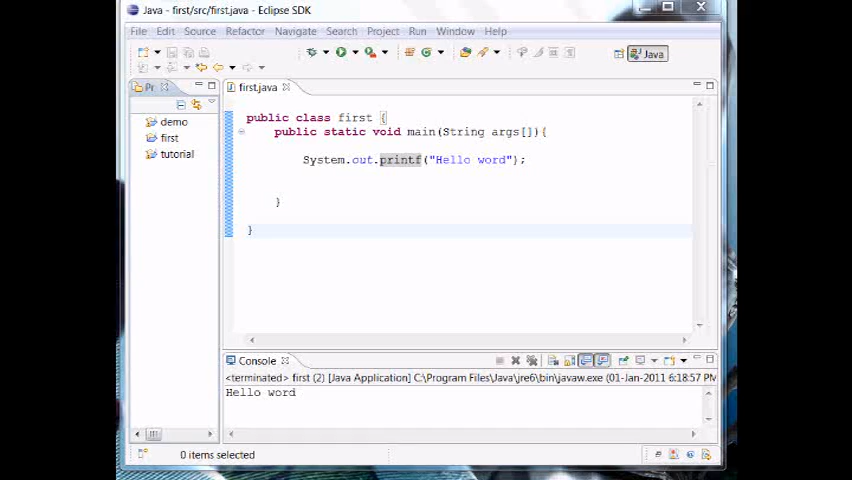 Java - first/src/first.java - Eclipse SDK
File Edit Source Refactor Navigate Search Project Run Window Help
Java
Pr
first.java
demo
first
tutorial
public class first {
public static void main(String args[]){
System.out.printf("Hello word");
}
}
Console
<terminated> first (2) [Java Application] C:\Program Files\Java\jre6\bin\javaw.exe (01-Jan-2011 6:18:57 PM
Hello word
0 items selected